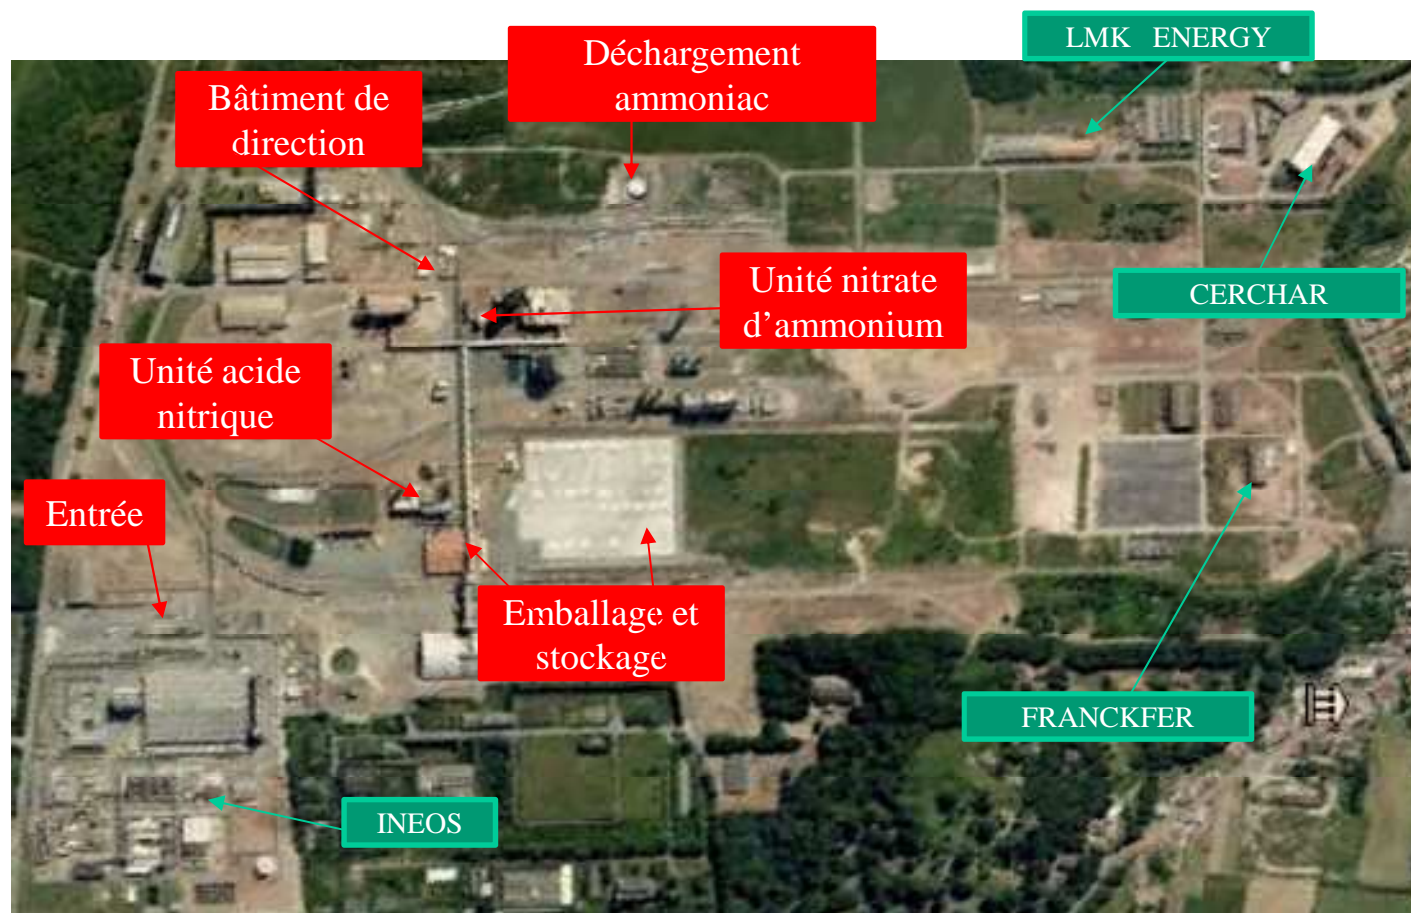 LMK ENERGY
Déchargement
ammoniac
Bâtiment de
direction
Unité nitrate
d’ammonium
CERCHAR
Unité acide
nitrique
Entrée
Emballage et
stockage
FRANCKFER
INEOS